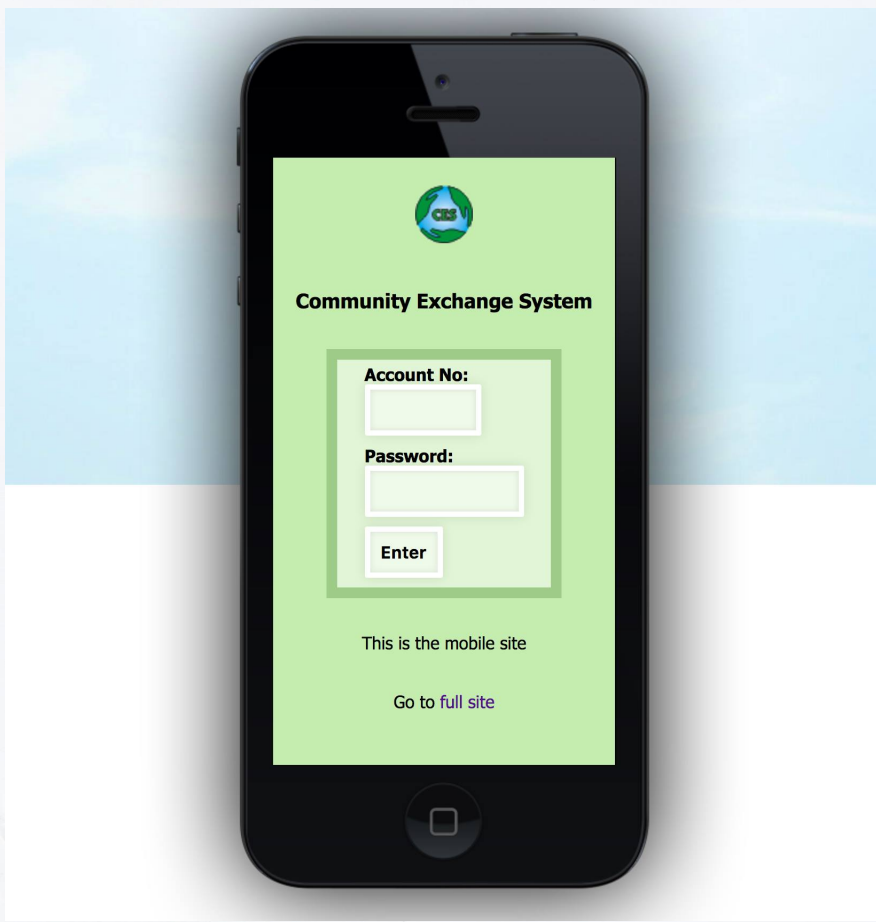 CES
Community Exchange System
Account No:
Password:
Enter
This is the mobile site
Go to full site